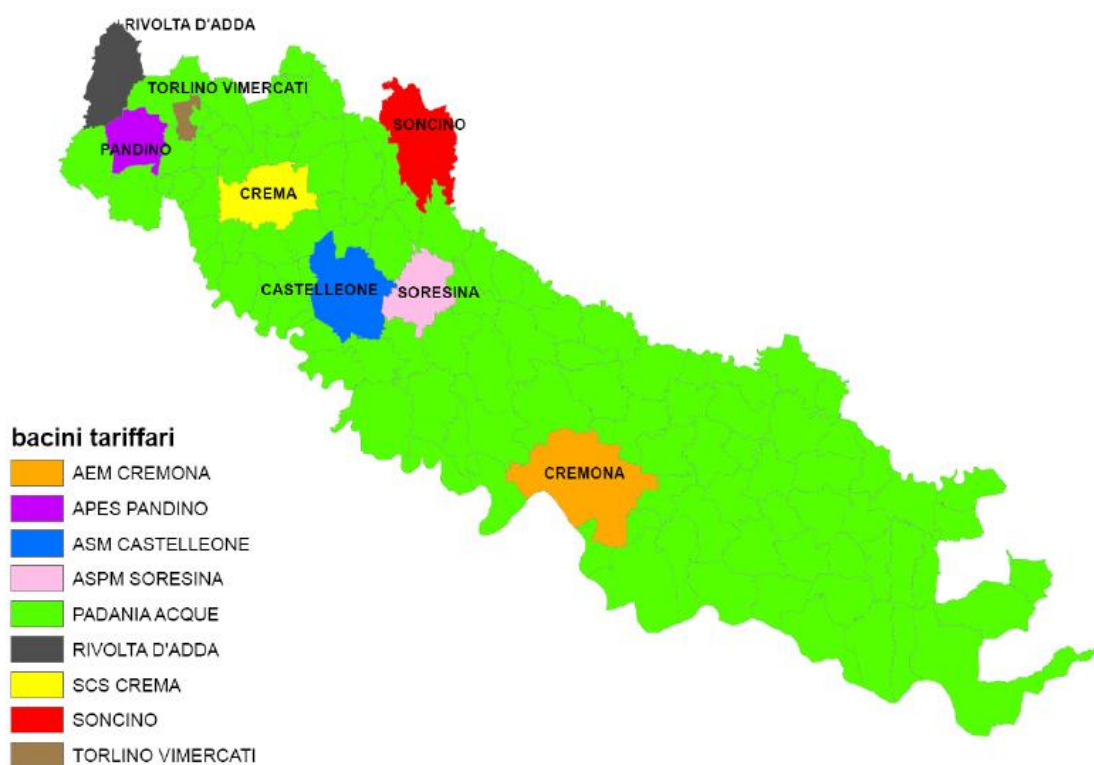 RIVOLTA D'ADDA
TORLINO VIMERCATI
SONCINO
PANDINO
CREMA
CASTELLEONE
SORESINA
CREMONA
bacini tariffari
AEM CREMONA
APES PANDINO
ASM CASTELLEONE
ASPM SORESINA
PADANIA ACQUE
RIVOLTA D'ADDA
SCS CREMA
SONCINO
TORLINO VIMERCATI